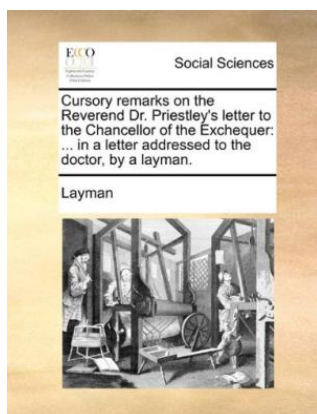 ECCO
Social Sciences
Cursory remarks on the
Reverend Dr. Priestley's letter to
the Chancellor of the Exchequer:
... in a letter addressed to the
doctor, by a layman.
Layman